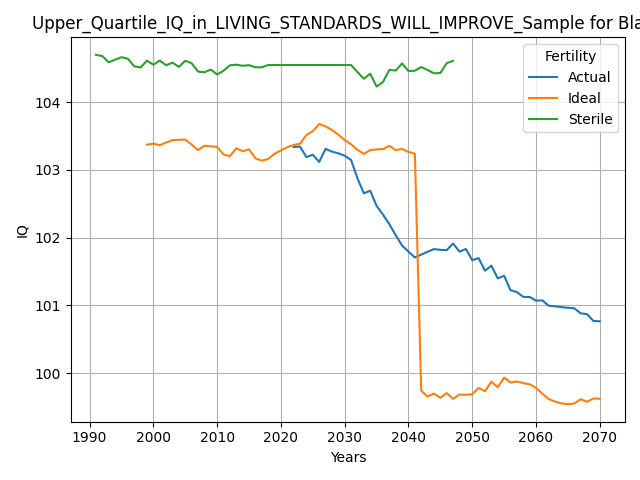 Upper_Quartile_IQ_in_LIVING_STANDARDS_WILL_IMPROVE_Sample for Bla
Fertility
Actual
Ideal
Sterile
104
103
102
101
100
IQ
1990 2000 2010 2020 2030 2040 2050 2060 2070
Years